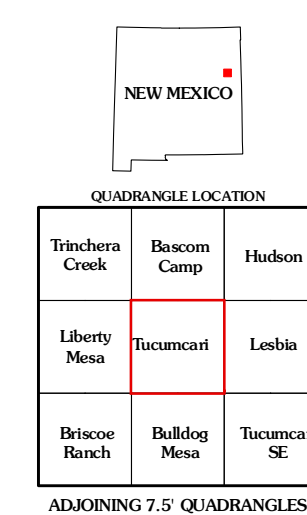 NEW MEXICO
QUADRANGLE LOCATION
Trinchera
Creek
Bascom
Camp
Hudson
Liberty
Mesa
Tucumcari
Lesbia
Briscoe
Ranch
Bulldog
Mesa
Tucumca
SE
ADJOINING 7.5' QUADRANGLES